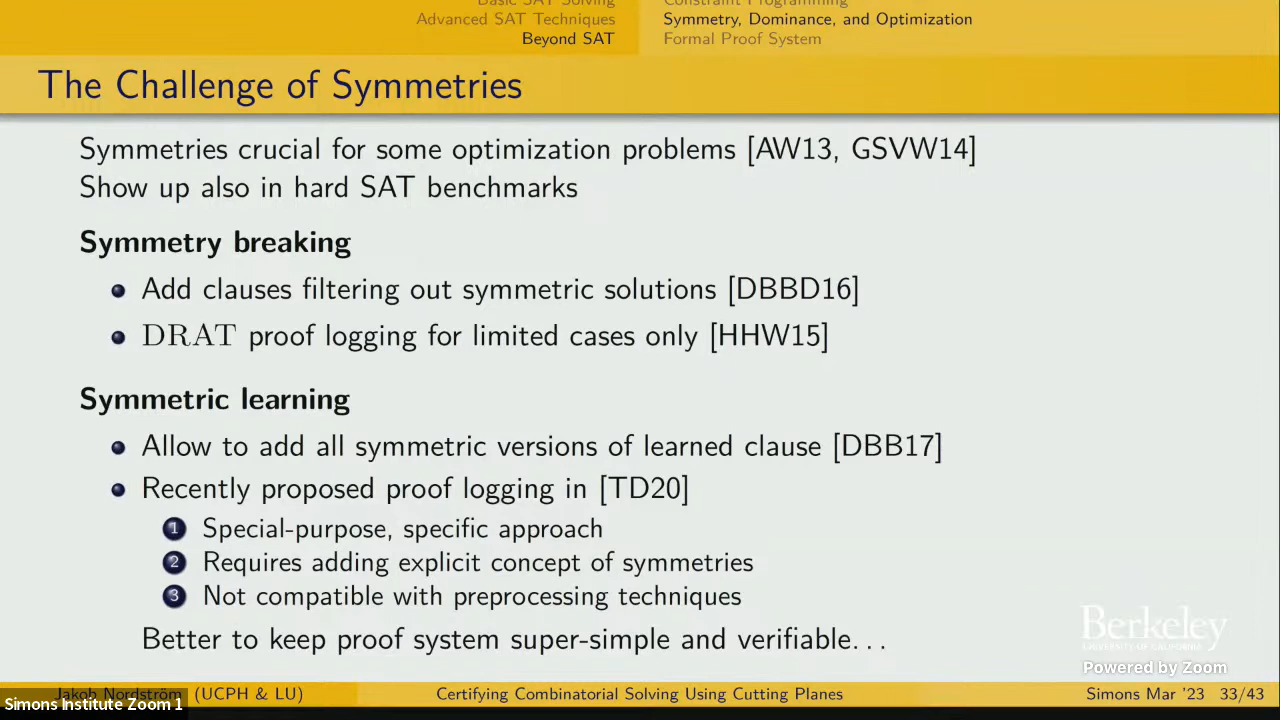 Basic SAT Solving
Advanced SAT Techniques
Beyond SAT
Constraint Programming
Symmetry, Dominance, and Optimization
Formal Proof System
The Challenge of Symmetries
Symmetries crucial for some optimization problems [AW13, GSVW14]
Show up also in hard SAT benchmarks
Symmetry breaking
Add clauses filtering out symmetric solutions [DBBD16]
DRAT proof logging for limited cases only [HHW15]
Symmetric learning
Allow to add all symmetric versions of learned clause [DBB17]
Recently proposed proof logging in [TD20]
1 Special-purpose, specific approach
2 Requires adding explicit concept of symmetries
3 Not compatible with preprocessing techniques
Better to keep proof system super-simple and verifiable...
Berkeley
UNIVERSITY OF CALIFORNIA
Powered by Zoom
Jakob Nordström (UCPH & LU)
Certifying Combinatorial Solving Using Cutting Planes
Simons Mar '23 33/43
Simons Institute Zoom 1